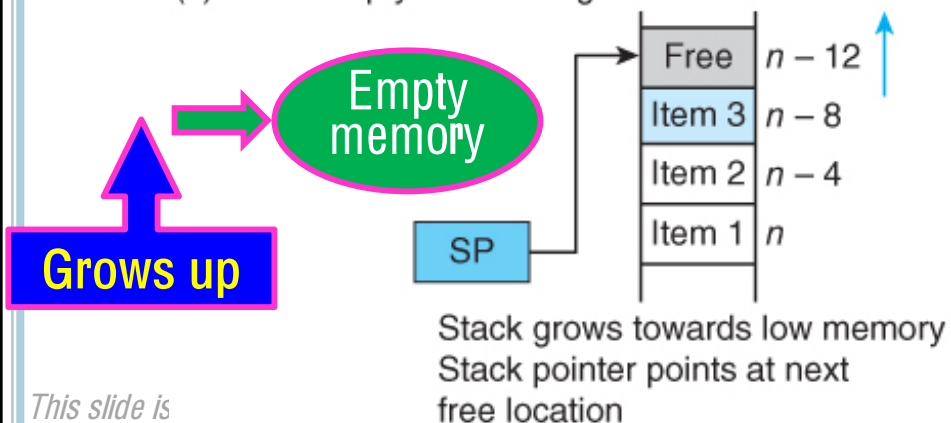 Free n – 12
Empty
memory
Item 3 n – 8
Item 2 n – 4
Item 1 n
SP
Grows up
Stack grows towards low memory
Stack pointer points at next
free location
This slide is